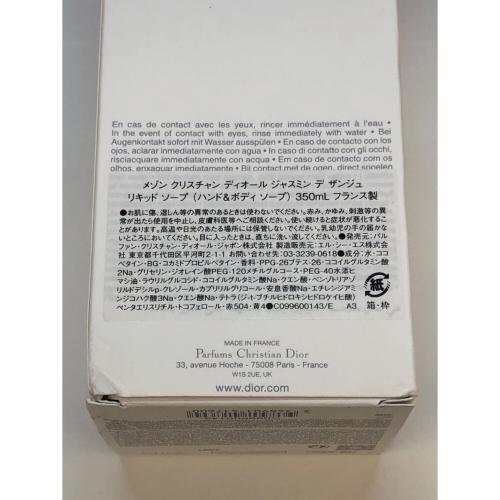 En cas de contact avec les yeux, rincer immédiatement à l'eau •
In the event of contact with eyes, rinse immediately with water • Bei
Augenkontakt sofort mit Wasser ausspülen • En caso de contacto con los
ojos, aclarar inmediatamente con agua • In caso di contatto con gli occhi,
risciacquare immediatamente con acqua • Em caso de contacto com os
olhos, enxaguar imediatamente • Bij contact met de ogen, direct spoelen
メゾン クリスチャン ディオール ジャスミン デ ザンジュ
リキッド ソープ (ハンド&ボディ ソープ) 350mL フランス製
●お肌に傷、湿しん等の異常のあるときは使わないでください。赤み、かゆみ、刺激等の異
常が出たら使用を中止し、皮膚科医等へご相談ください。使い続けると症状が悪化すること
があります。高温や日光のあたる場所には保管しないでください。乳幼児の手の届かな
いところにおいてください。目に入ったときは、直ちに洗い流してください。●発売元/パル
ファン・クリスチャン・ディオール・ジャポン株式会社 製造販売元/エル・シー・エス株式会社
東京都千代田区平河町2-1-1 お問合せ先/03-3239-0618●成分/水・ココ
ベタイン・BG・コカミドプロピルベタイン・香料・PPG-26ブテス-26・ココイルグルタミン酸
2Na・グリセリン・ジオレイン酸PEG-120メチルグルコース・PEG-40水添ヒ
マシ油・ラウリルグルコシド・ココイルグルタミン酸Na・クエン酸・ベンゾトリアゾ
リルドデシルp-クレゾール・カプリリルグリコール・安息香酸Na・エチレンジアミ
ンジコハク酸3Na・クエン酸Na・テトラ(ジ-t-ブチルヒドロキシヒドロケイヒ酸)
ペンタエリスリチル・トコフェロール・赤504・黄4●C099600143/E A3 箱・枠
紙
MADE IN FRANCE
Parfums Christian Dior
33, avenue Hoche - 75008 Paris - France
W1S 2UE, UK
www.dior.com